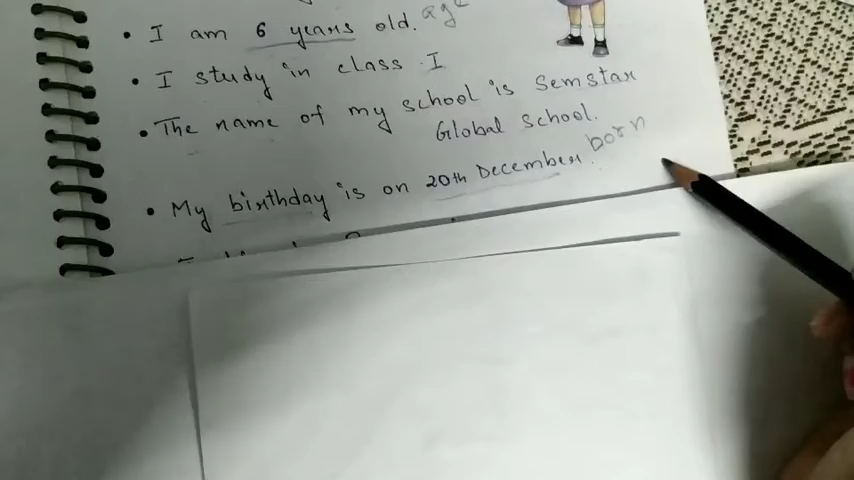 • I am 6 years old. age
• I study in class I
• The name of my school is Semstar
Global School.
• My birthday is on 20th December. born